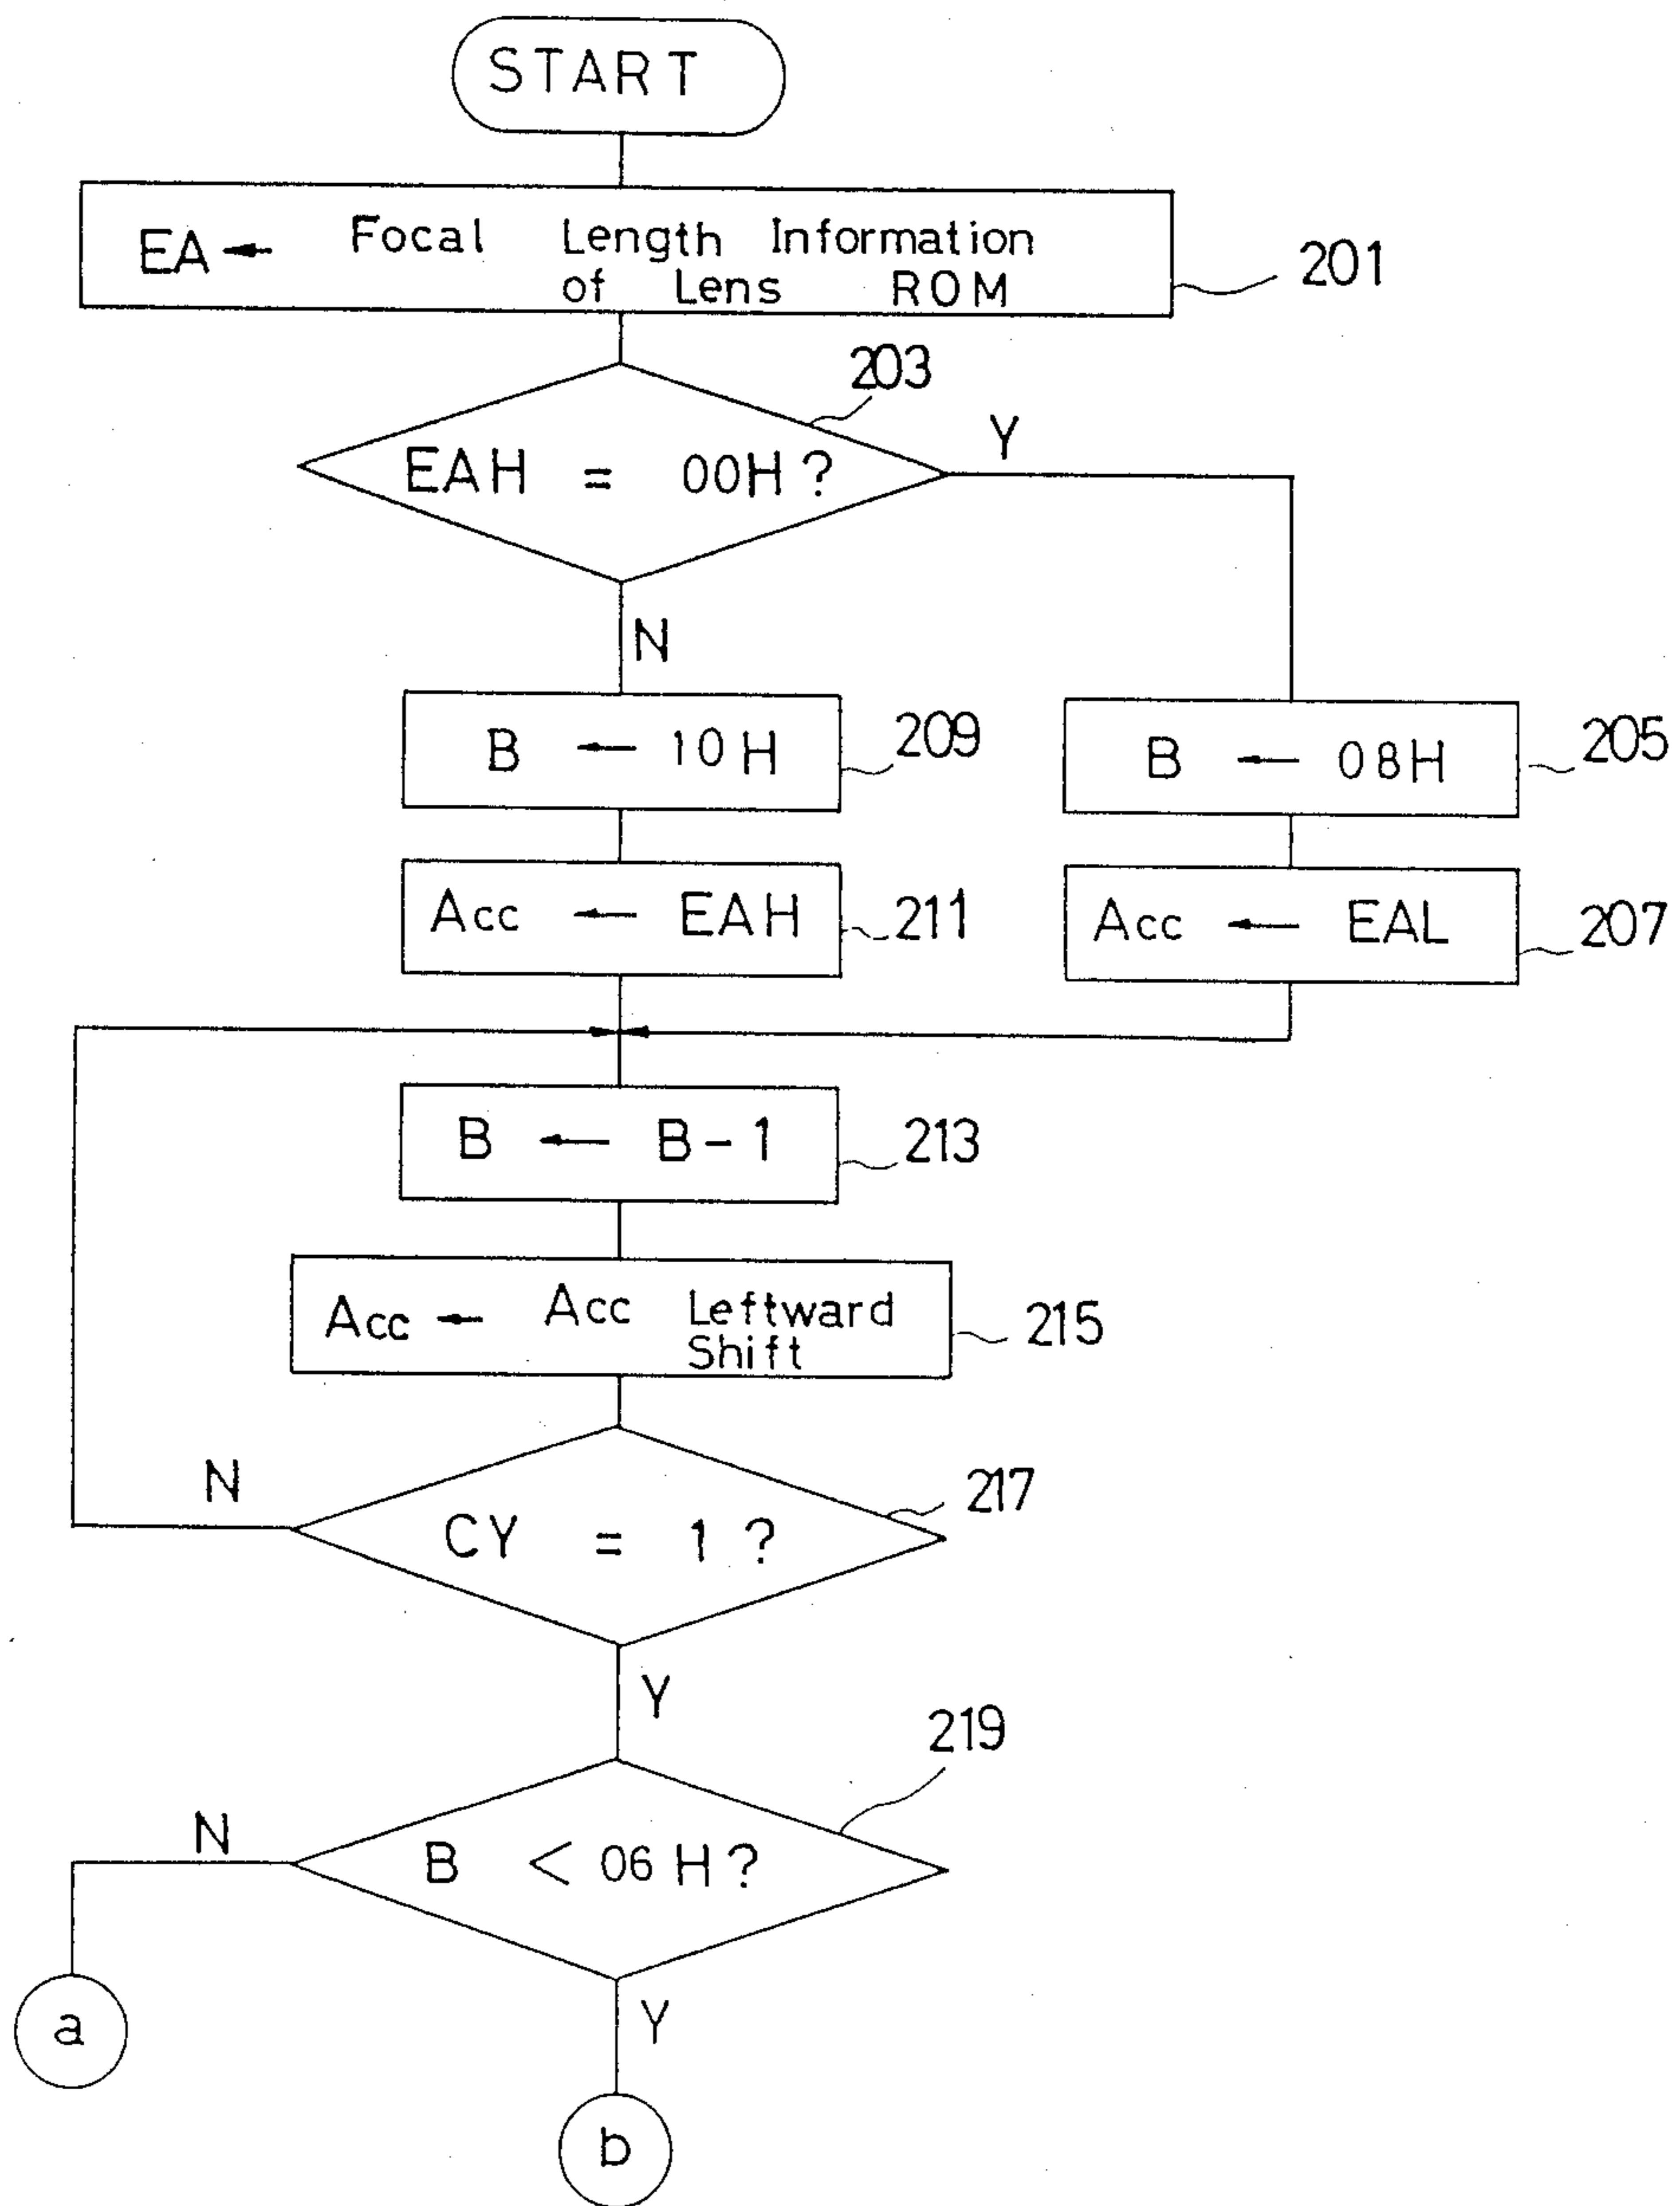 START
EA ← Focal Length Information
of Lens ROM
201
203
EAH = 00H?
Y
N
B ← 10H
209
B ← 08H
205
Acc ← EAH
211
Acc ← EAL
207
B ← B-1
213
Acc ← Acc Leftward
Shift
215
217
N
CY = 1?
Y
219
N
B < 06H?
a
Y
b